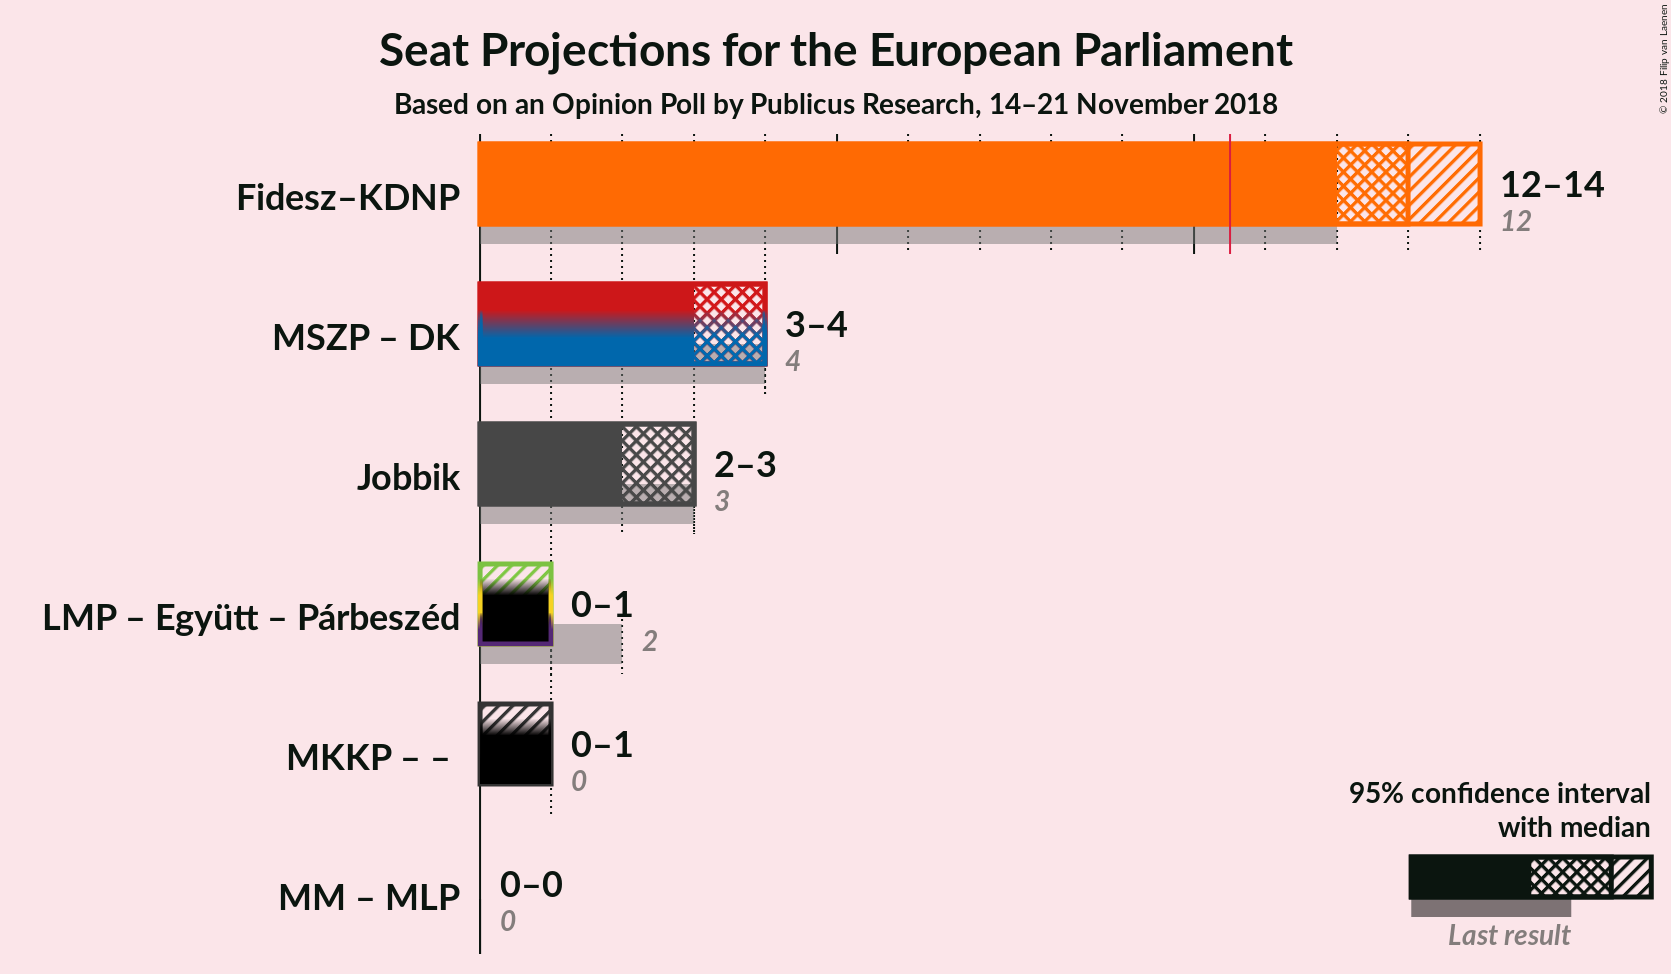 Seat Projections for the European Parliament
Based on an Opinion Poll by Publicus Research, 14–21 November 2018
© 2018 Filip van Laenen
Fidesz–KDNP
12–14
12
MSZP – DK
3–4
4
Jobbik
2–3
3
LMP – Együtt – Párbeszéd
0–1
2
MKKP – –
0–1
0
MM – MLP
0–0
0
95% confidence interval
with median
Last result